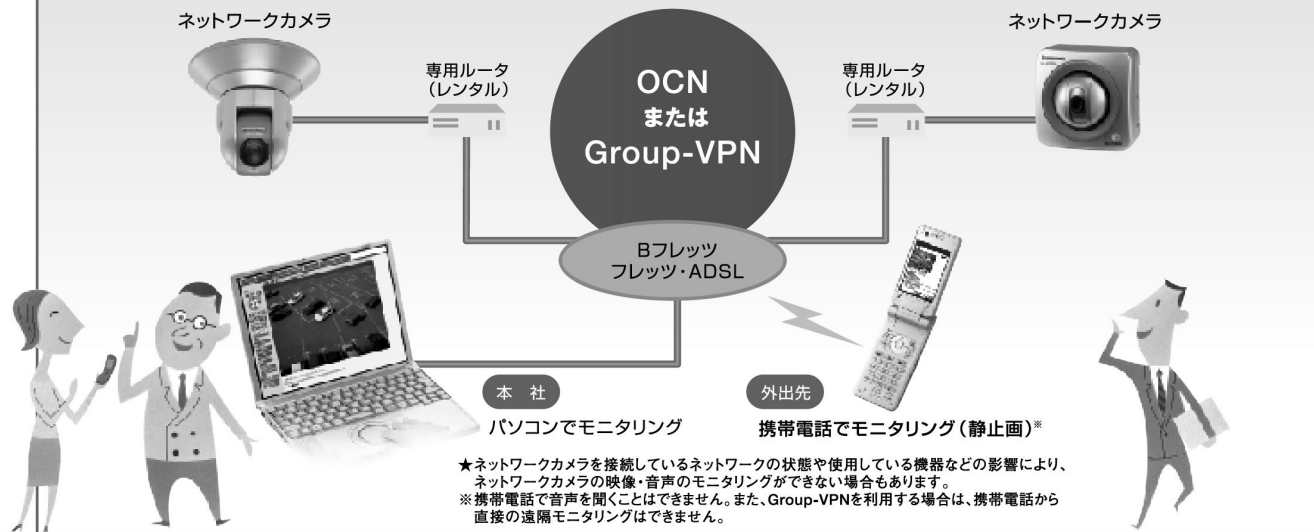 ネットワークカメラ
専用ルータ
(レンタル)
OCN
または
Group-VPN
専用ルータ
(レンタル)
ネットワークカメラ
Bフレッツ
フレッツ・ADSL
本 社
パソコンでモニタリング
外出先
携帯電話でモニタリング(静止画)※
★ネットワークカメラを接続しているネットワークの状態や使用している機器などの影響により、
ネットワークカメラの映像・音声のモニタリングができない場合もあります。
※携帯電話で音声を聞くことはできません。また、Group-VPNを利用する場合は、携帯電話から
直接の遠隔モニタリングはできません。